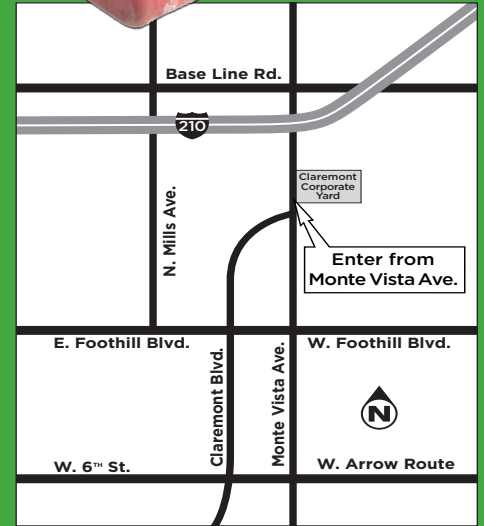 Base Line Rd.
210
Claremont
Corporate
Yard
N. Mills Ave.
Enter from
Monte Vista Ave.
E. Foothill Blvd.
W. Foothill Blvd.
Claremont Blvd.
Monte Vista Ave.
N
W. 6TH St.
W. Arrow Route